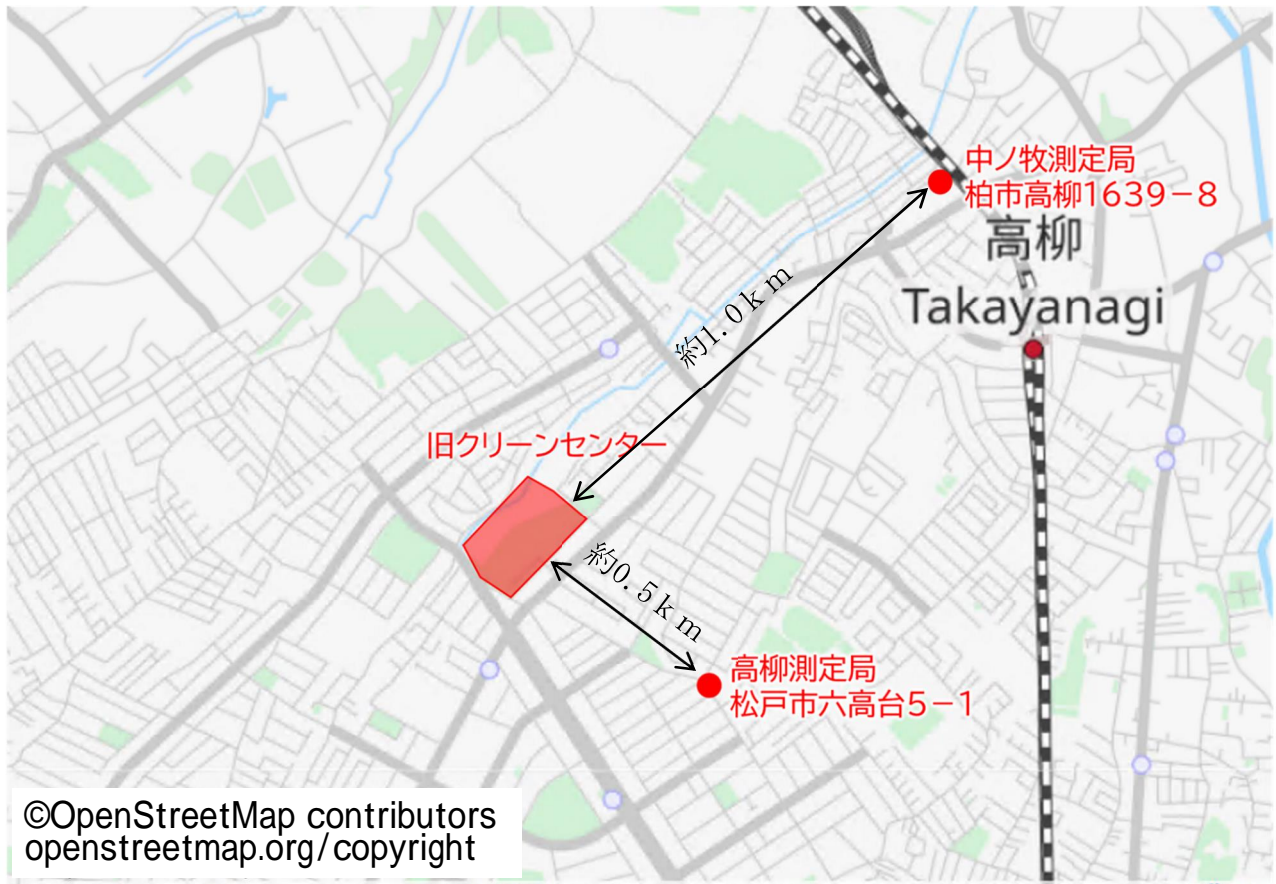 中ノ牧測定局
柏市高柳1639－8
高柳
Takayanagi
約1.0km
旧クリーンセンター
約0.5km
高柳測定局
松戸市六高台5－1
©OpenStreetMap contributors
openstreetmap.org/copyright